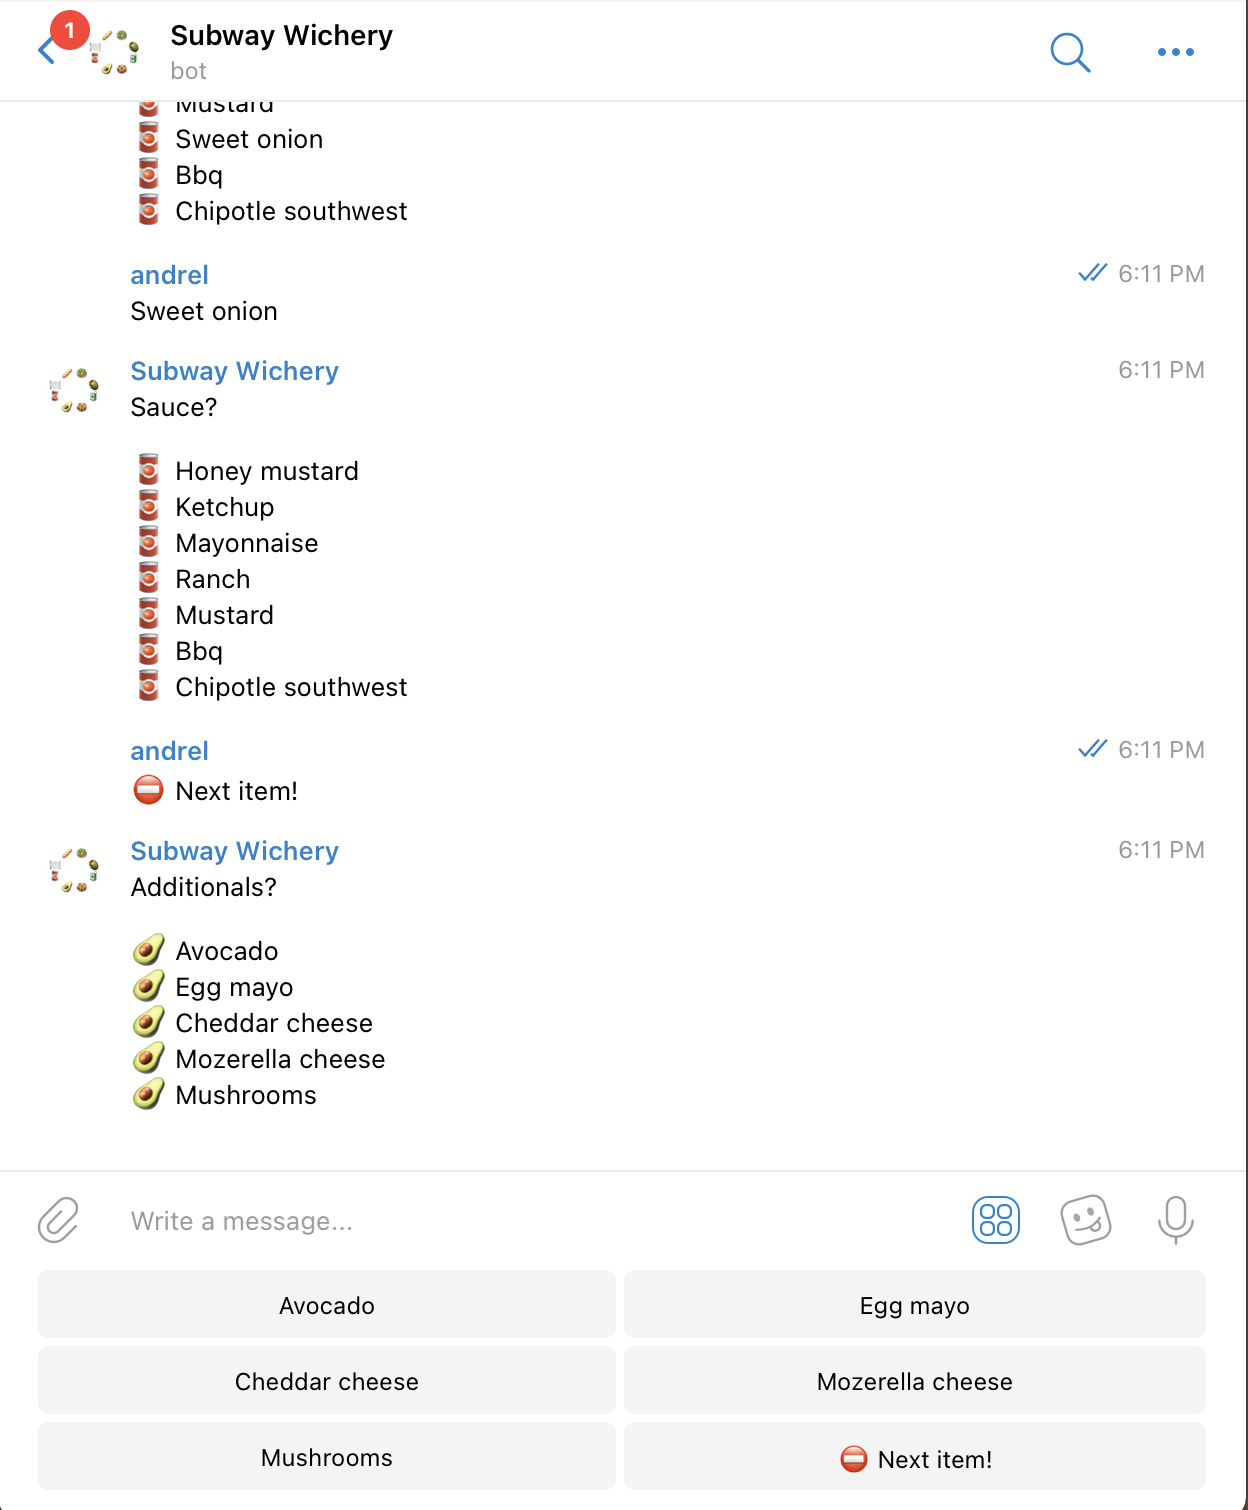 1
Subway Wichery
bot
Mustard
Sweet onion
Bbq
Chipotle southwest
andrel
6:11 PM
Sweet onion
Subway Wichery
6:11 PM
Sauce?
Honey mustard
Ketchup
Mayonnaise
Ranch
Mustard
Bbq
Chipotle southwest
andrel
6:11 PM
Next item!
Subway Wichery
6:11 PM
Additionals?
Avocado
Egg mayo
Cheddar cheese
Mozerella cheese
Mushrooms
Write a message...
Avocado
Egg mayo
Cheddar cheese
Mozerella cheese
Mushrooms
Next item!